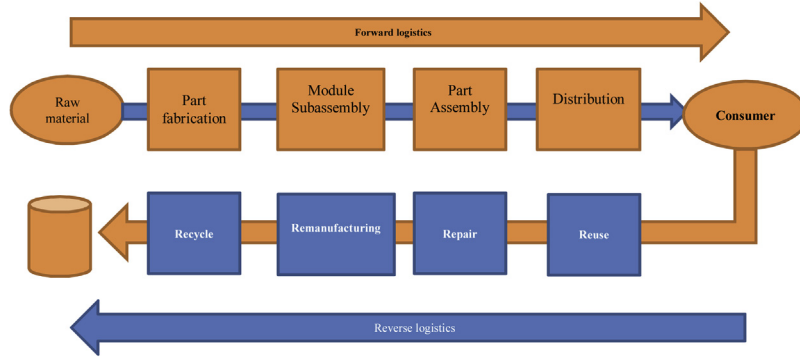 Forward logistics
Raw
material
Part
fabrication
Module
Subassembly
Part
Assembly
Distribution
Consumer
Recycle
Remanufacturing
Repair
Reuse
Reverse logistics